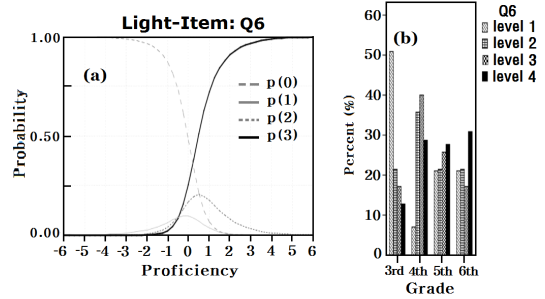 Light-Item: Q6
1.00
0.50
0.00
Probability
(a)
p(0)
p(1)
p(2)
p(3)
-6 -5 -4 -3 -2 -1 0 1 2 3 4 5 6
Proficiency
Q6
(b)
level 1
level 2
level 3
level 4
60
50
40
30
20
10
0
Percent (%)
3rd 4th 5th 6th
Grade